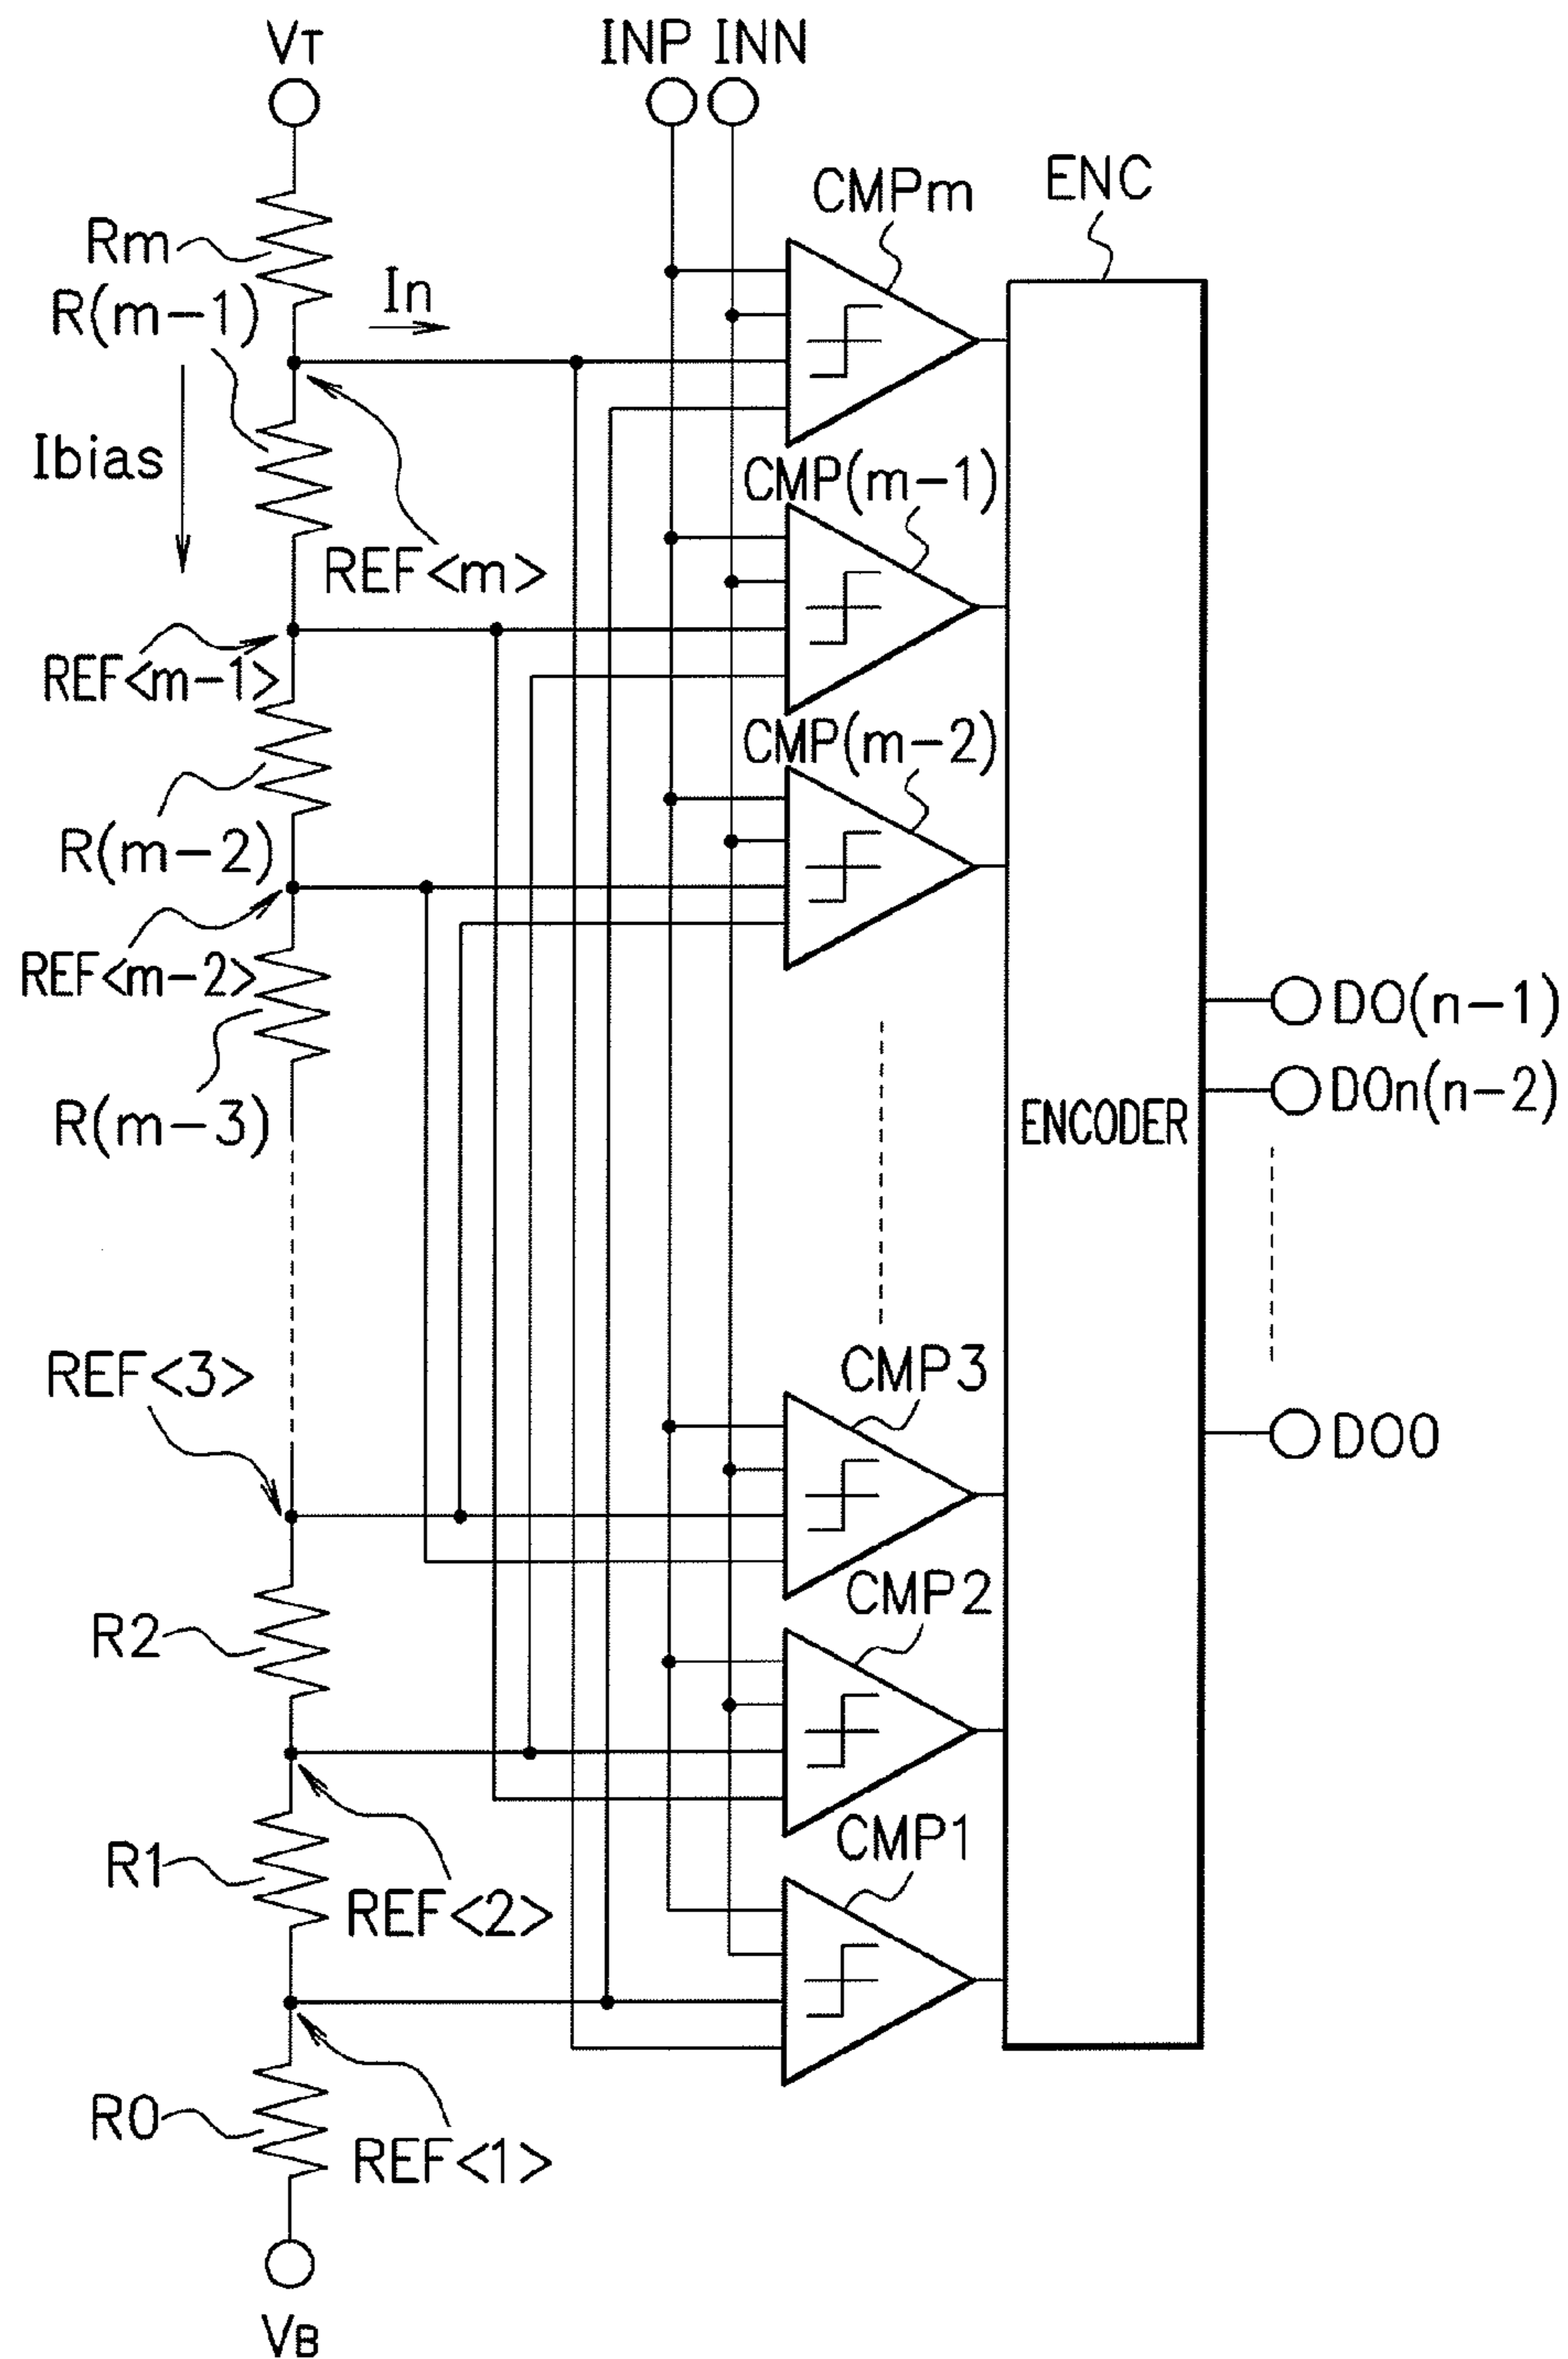 VT
INP INN
CMPm
ENC
Rm
R(m-1)
In
Ibias
CMP(m-1)
REF<m>
REF<m-1>
CMP(m-2)
R(m-2)
REF<m-2>
DO(n-1)
DOn(n-2)
R(m-3)
ENCODER
REF<3>
CMP3
DO0
CMP2
R2
CMP1
R1
REF<2>
R0
REF<1>
VB